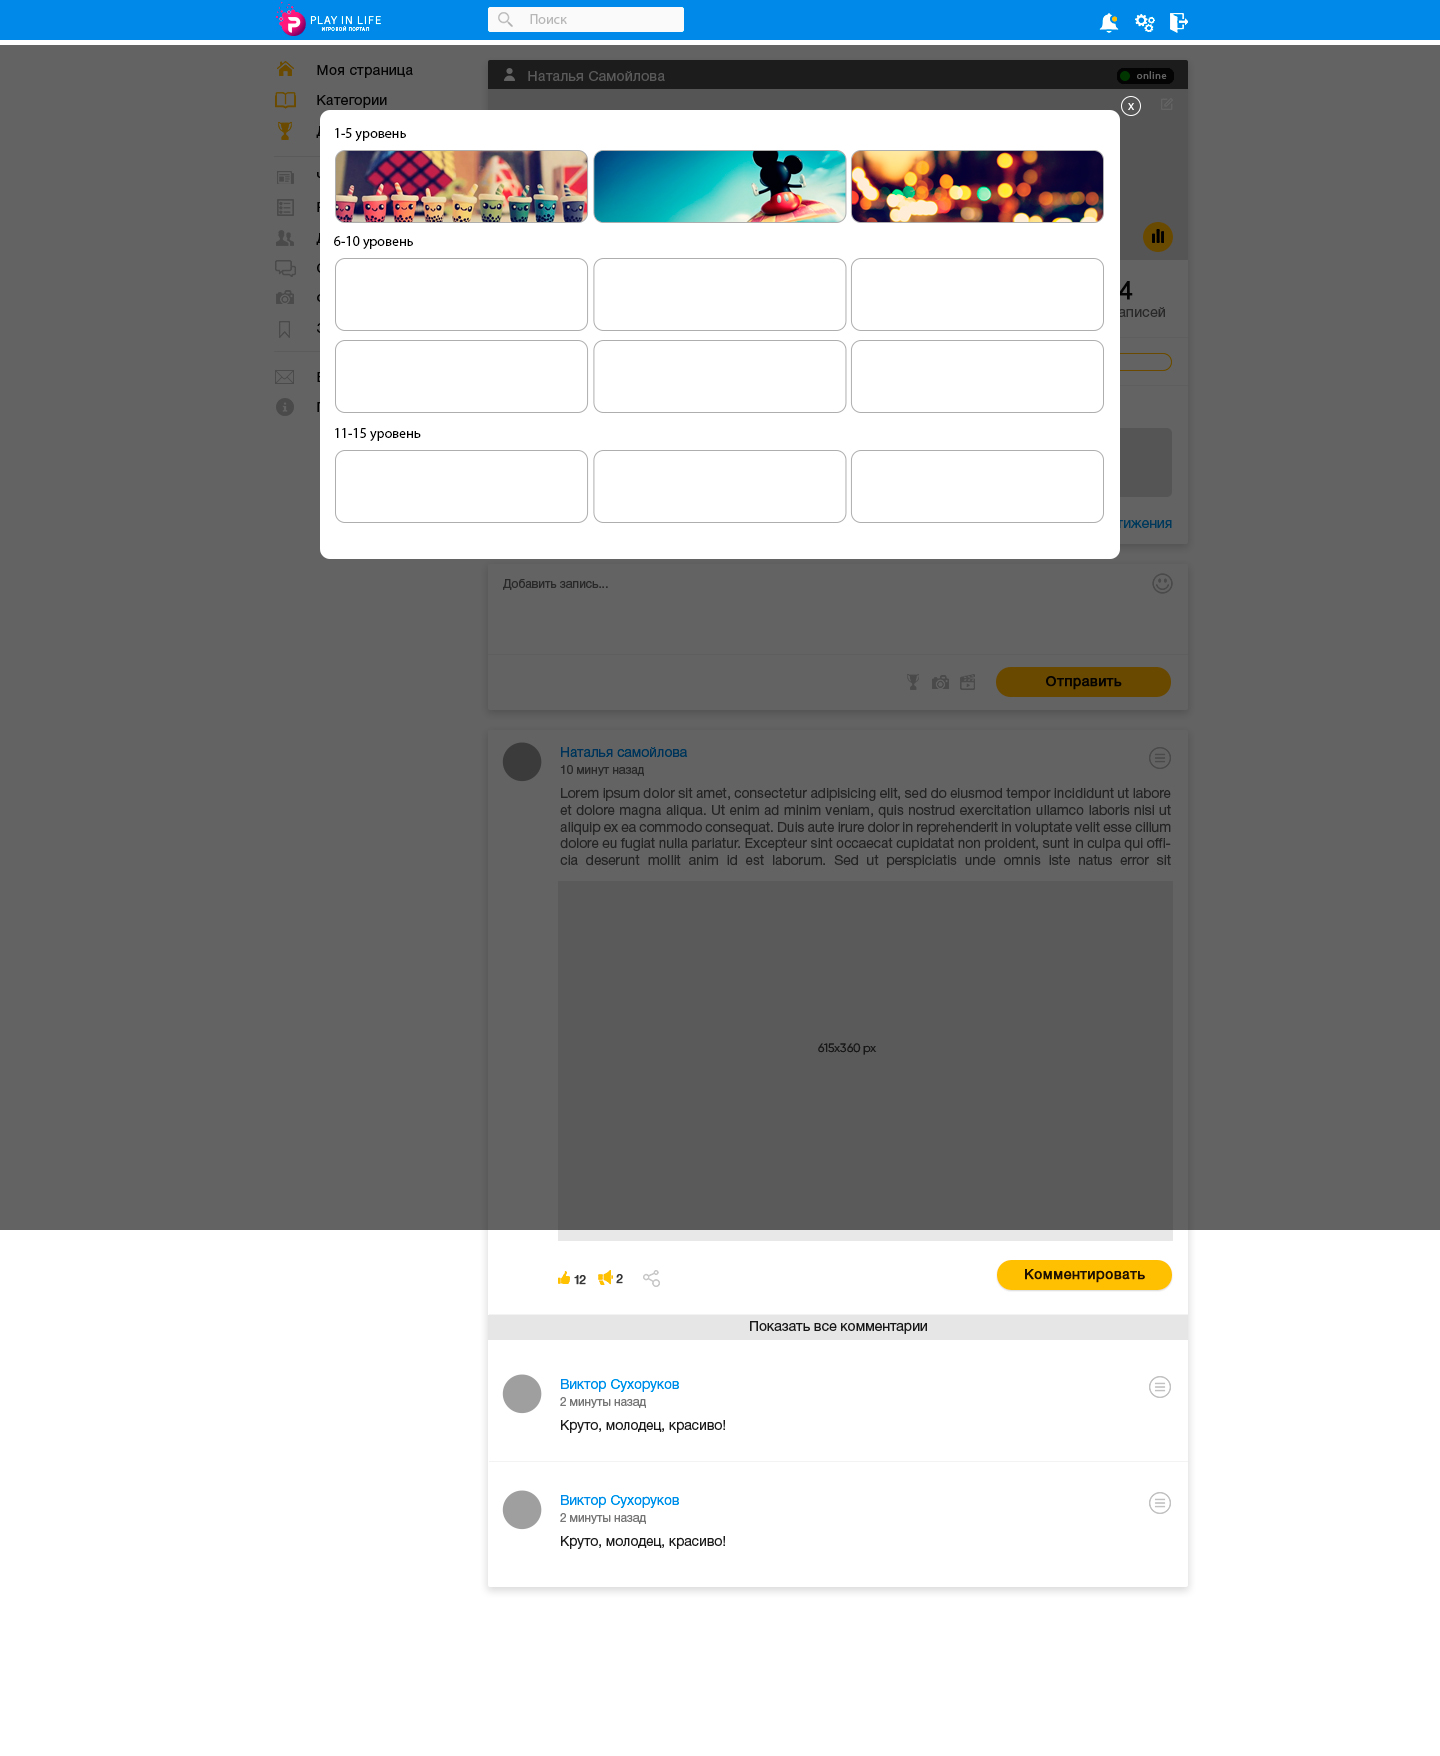 PLAY IN LIFE
ИГРОВОЙ ПОРТАЛ
Поиск
Моя страница
Категории
Наталья Самойлова
online
x
1-5 уровень
6-10 уровень
11-15 уровень
4
аписей
тижения
Добавить запись...
Отправить
Наталья самойлова
10 минут назад
Lorem ipsum dolor sit amet, consectetur adipisicing elit, sed do eiusmod tempor incididunt ut labore
et dolore magna aliqua. Ut enim ad minim veniam, quis nostrud exercitation ullamco laboris nisi ut
aliquip ex ea commodo consequat. Duis aute irure dolor in reprehenderit in voluptate velit esse cillum
dolore eu fugiat nulla pariatur. Excepteur sint occaecat cupidatat non proident, sunt in culpa qui offi-
cia deserunt mollit anim id est laborum. Sed ut perspiciatis unde omnis iste natus error sit
615x360 px
12 2
Комментировать
Показать все комментарии
Виктор Сухоруков
2 минуты назад
Круто, молодец, красиво!
Виктор Сухоруков
2 минуты назад
Круто, молодец, красиво!